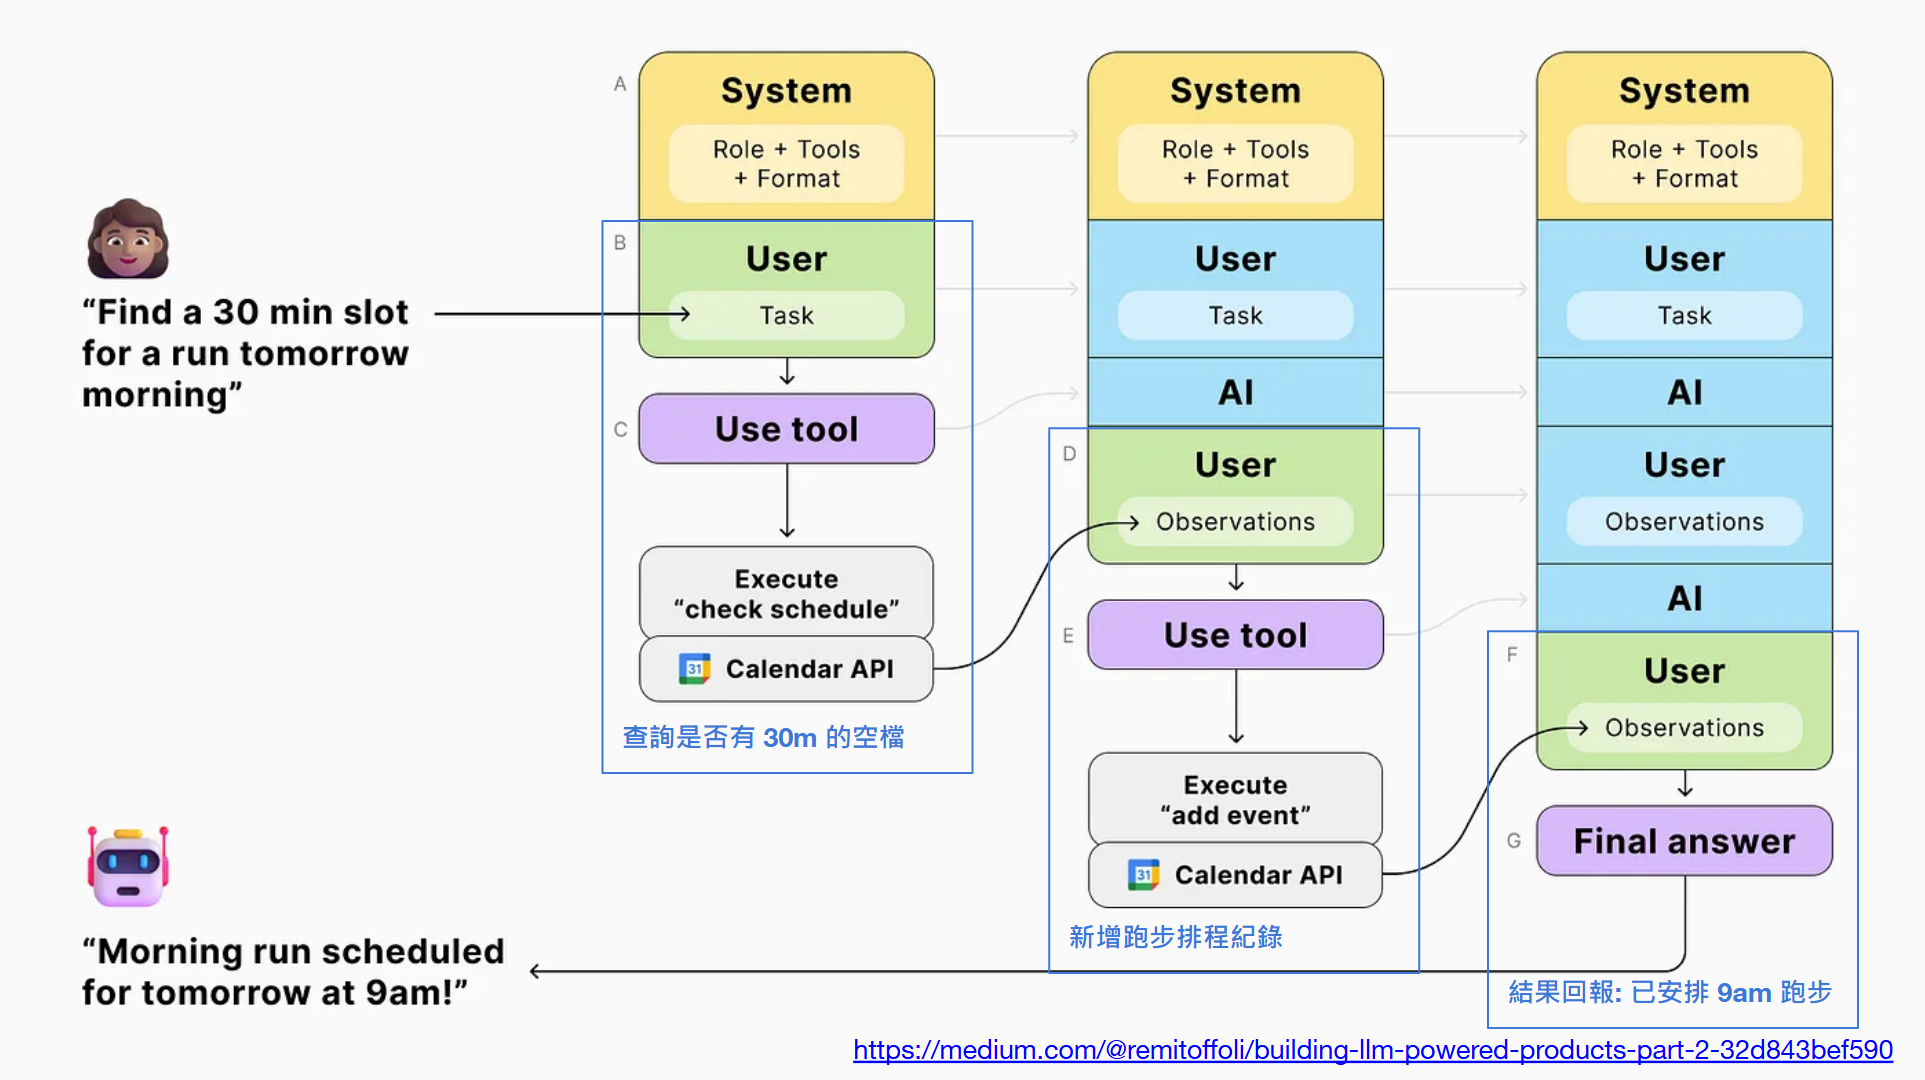 “Find a 30 min slot
for a run tomorrow
morning”
“Morning run scheduled
for tomorrow at 9am!”
A
System
Role + Tools
+ Format
B
User
Task
C
Use tool
Execute
“check schedule”
31
Calendar API
查詢是否有 30m 的空檔
System
Role + Tools
+ Format
User
Task
AI
D
User
Observations
E
Use tool
Execute
“add event”
31
Calendar API
新增跑步排程紀錄
System
Role + Tools
+ Format
User
Task
AI
User
Observations
AI
F
User
Observations
G
Final answer
結果回報: 已安排 9am 跑步
https://medium.com/@remitoffoli/building-llm-powered-products-part-2-32d843bef590